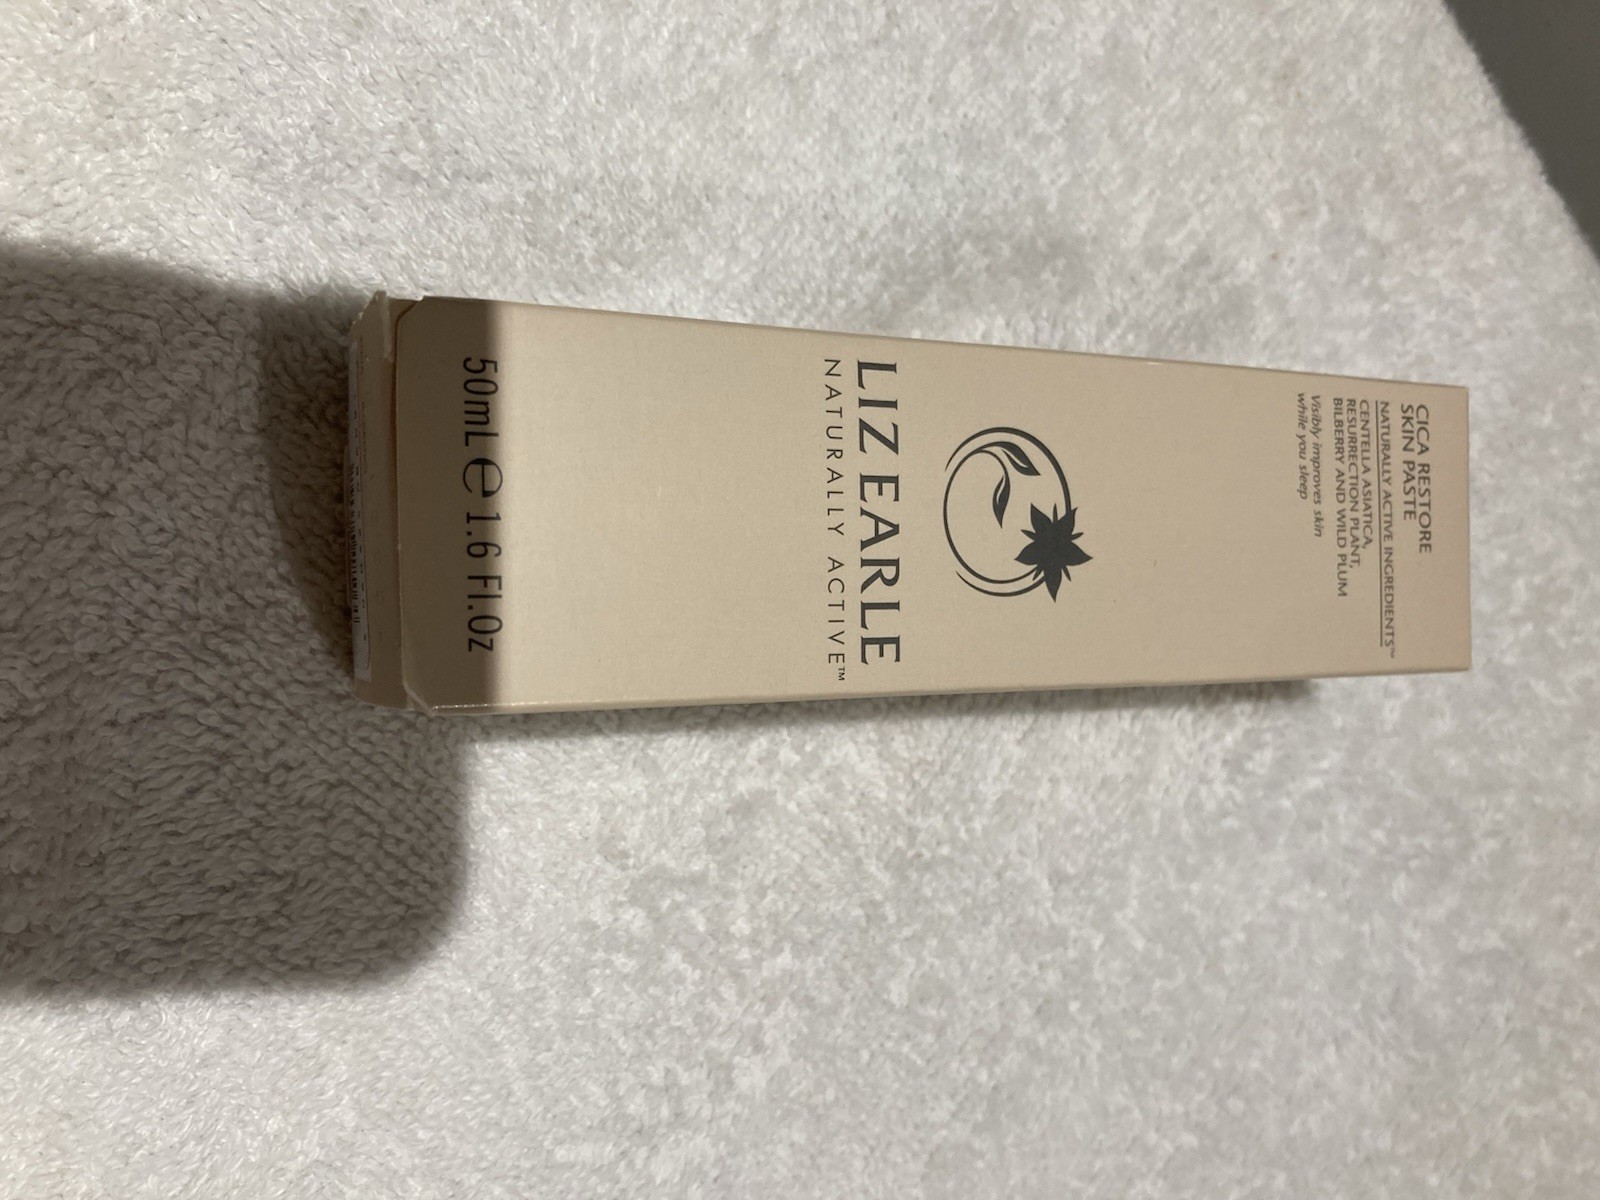 CICA RESTORE
SKIN PASTE
NATURALLY ACTIVE INGREDIENTS™
CENTELLA ASIATICA,
RESURRECTION PLANT,
BILBERRY AND WILD PLUM
Visibly improves skin
while you sleep
LIZ EARLE
NATURALLY ACTIVE™
50mL ℮ 1.6 Fl.Oz